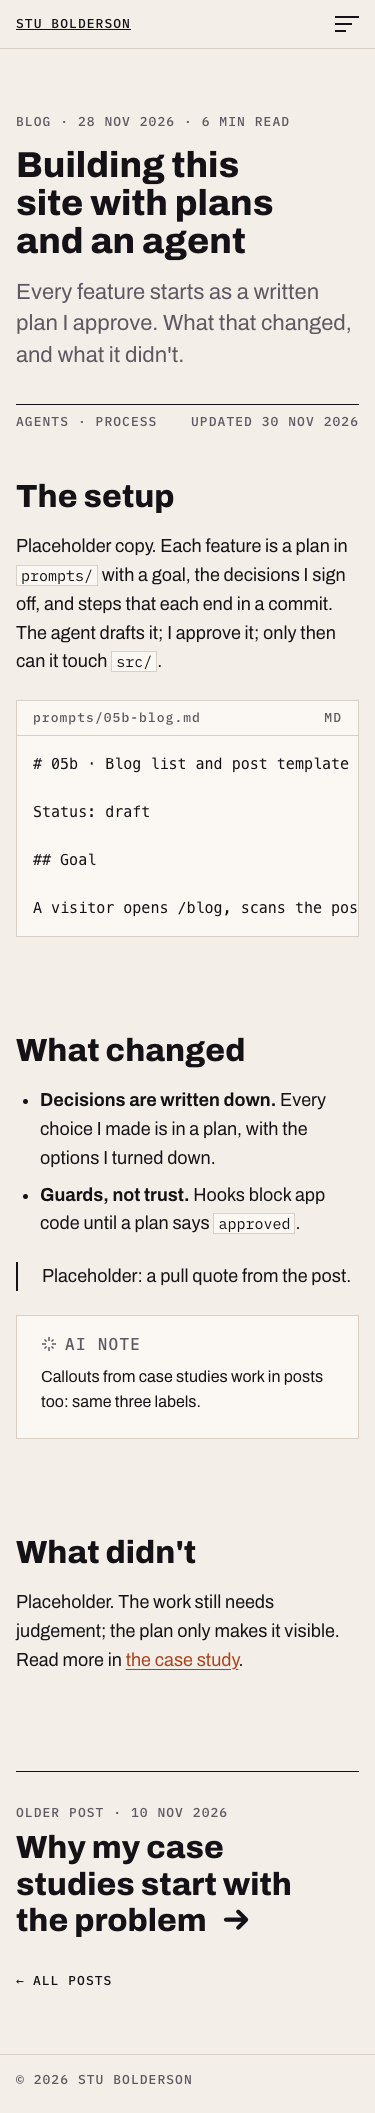 STU BOLDERSON
BLOG · 28 NOV 2026 · 6 MIN READ
Building this
site with plans
and an agent
Every feature starts as a written
plan I approve. What that changed,
and what it didn't.
AGENTS · PROCESS UPDATED 30 NOV 2026
The setup
Placeholder copy. Each feature is a plan in
prompts/ with a goal, the decisions I sign
off, and steps that each end in a commit.
The agent drafts it; I approve it; only then
can it touch src/.
prompts/05b-blog.md MD
# 05b · Blog list and post template
Status: draft
## Goal
A visitor opens /blog, scans the pos
What changed
• Decisions are written down. Every
choice I made is in a plan, with the
options I turned down.
• Guards, not trust. Hooks block app
code until a plan says approved.
Placeholder: a pull quote from the post.
AI NOTE
Callouts from case studies work in posts
too: same three labels.
What didn't
Placeholder. The work still needs
judgement; the plan only makes it visible.
Read more in the case study.
OLDER POST · 10 NOV 2026
Why my case
studies start with
the problem →
← ALL POSTS
© 2026 STU BOLDERSON